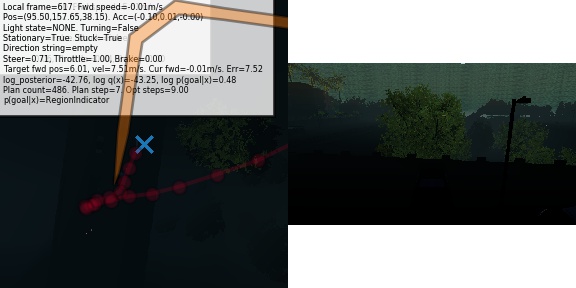 Local frame=617: Fwd speed=-0.01m/s
Pos=(95.50,157.65,38.15). Acc=(-0.10,0.01,-0.00)
Light state=NONE. Turning=False
Stationary=True. Stuck=True
Direction string=empty
Steer=0.71, Throttle=1.00, Brake=0.00
Target fwd pos=6.01, vel=7.51m/s. Cur fwd=-0.01m/s. Err=7.52
log_posterior=-42.76, log q(x)=-43.25, log p(goal|x)=0.48
Plan count=486. Plan step=7. Opt steps=9.00
p(goal|x)=RegionIndicator